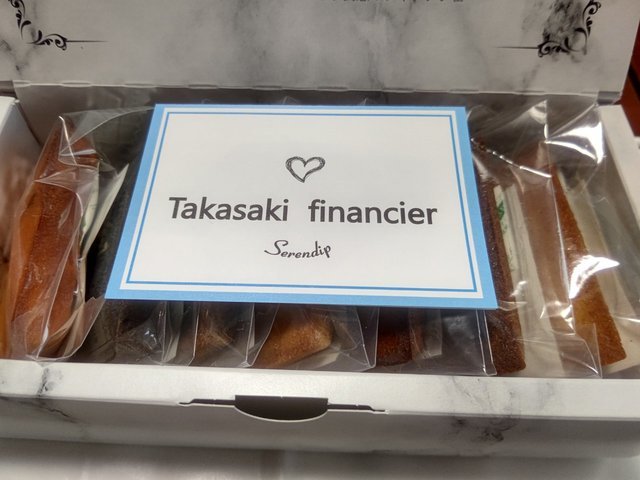 Takasaki financier
Serendip